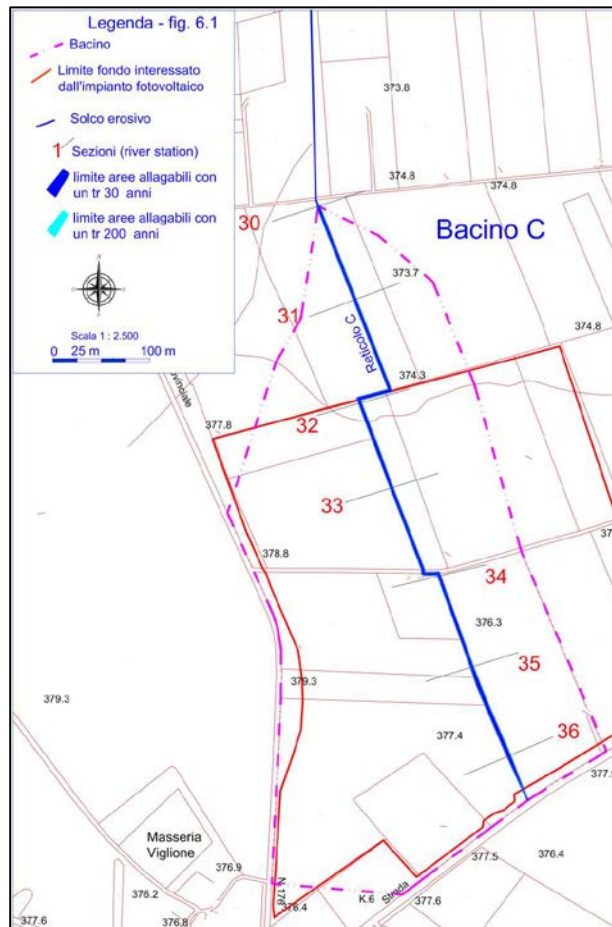 Legenda - fig. 6.1
Bacino
Limite fondo interessato
dall'impianto fotovoltaico
Solco erosivo
1 Sezioni (river station)
limite aree allagabili con
un tr 30 anni
limite aree allagabili con
un tr 200 anni
Scala 1 : 2.500
0 25 m 100 m
373.8
374.8
374.8
30
Bacino C
373.7
31
Reticolo C
374.8
374.3
377.8
32
33
378.8
34
376.3
35
379.3
379.3
36
377.4
Masseria
Viglione
377.5
376.4
376.9
376.2
K.6
Strada
377.6
376.4
377.6
376.8